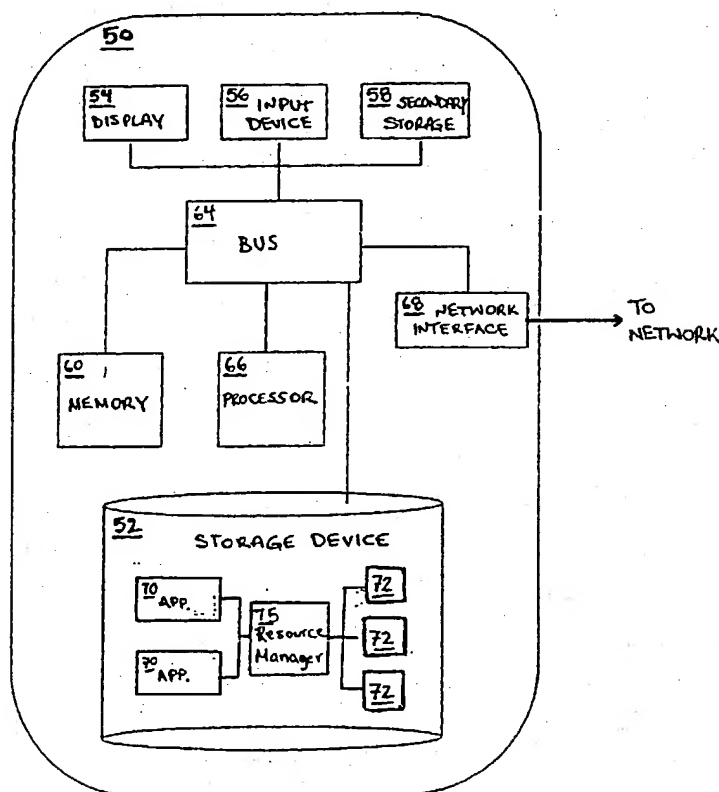 50
54
DISPLAY
56 INPUT
DEVICE
58 SECONDARY
STORAGE
64
BUS
68 NETWORK
INTERFACE
TO
NETWORK
60
MEMORY
66
PROCESSOR
52
STORAGE DEVICE
70 APP.
75
Resource
Manager
70 APP.
72
72
72